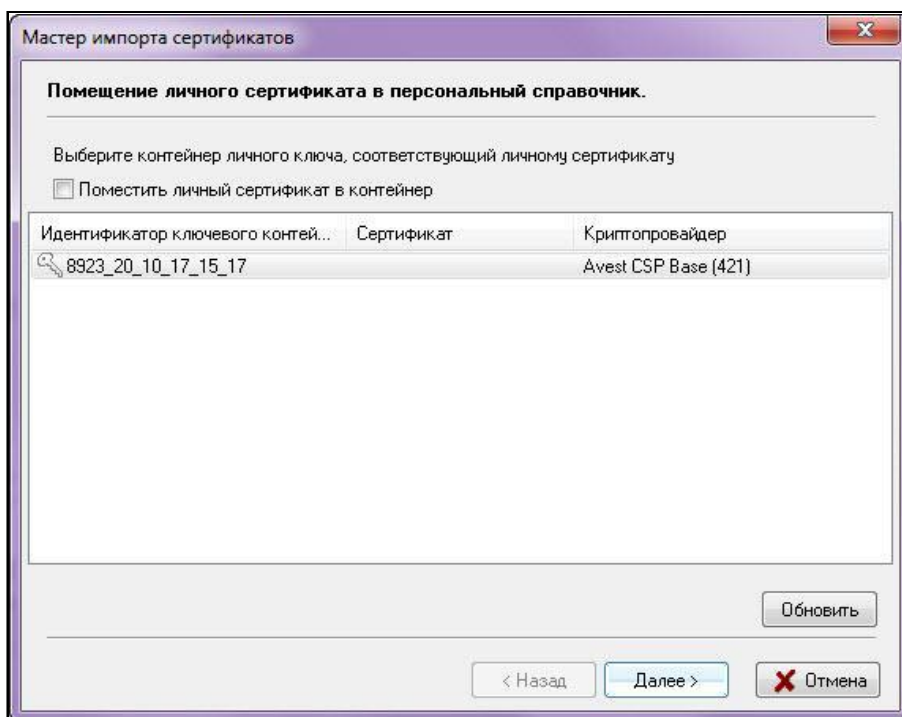 Мастер импорта сертификатов
Помещение личного сертификата в персональный справочник.
Выберите контейнер личного ключа, соответствующий личному сертификату
Поместить личный сертификат в контейнер
Идентификатор ключевого контей... Сертификат Криптопровайдер
8923_20_10_17_15_17 Avest CSP Base (421)
Обновить
< Назад Далее > Отмена